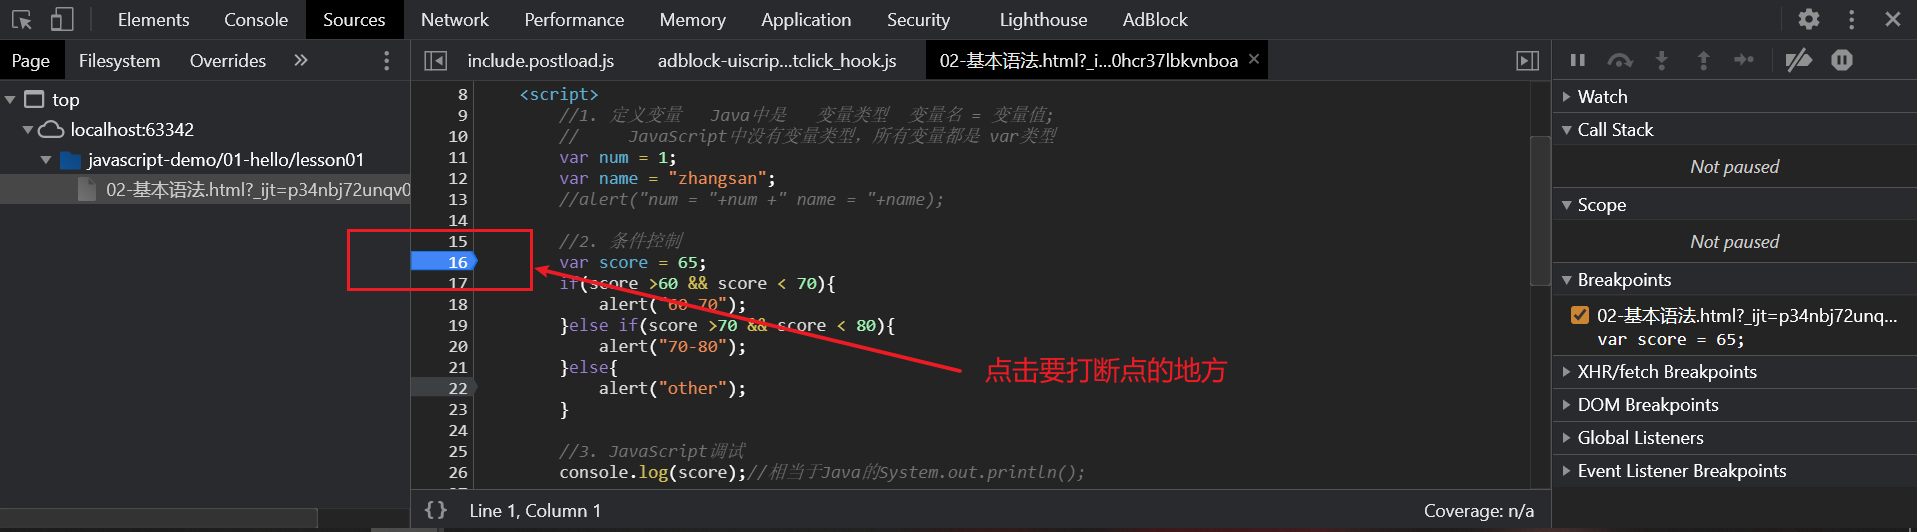 Elements Console Sources Network Performance Memory Application Security Lighthouse AdBlock
Page Filesystem Overrides »
include.postload.js adblock-uiscrip...tclick_hook.js 02-基本语法.html?_i...0hcr37lbkvnboa ×
top
localhost:63342
javascript-demo/01-hello/lesson01
02-基本语法.html?_ijt=p34nbj72unqv0
8 <script>
9 //1. 定义变量 Java中是 变量类型 变量名 = 变量值;
10 // JavaScript中没有变量类型，所有变量都是 var类型
11 var num = 1;
12 var name = "zhangsan";
13 //alert("num = "+num +" name = "+name);
14
15 //2. 条件控制
16 var score = 65;
17 if(score >60 && score < 70){
18 alert("60-70");
19 }else if(score >70 && score < 80){
20 alert("70-80");
21 }else{
22 alert("other");
23 }
24
25 //3. JavaScript调试
26 console.log(score);//相当于Java的System.out.println();
点击要打断点的地方
{} Line 1, Column 1 Coverage: n/a
Watch
Call Stack
Not paused
Scope
Not paused
Breakpoints
02-基本语法.html?_ijt=p34nbj72unq...
var score = 65;
XHR/fetch Breakpoints
DOM Breakpoints
Global Listeners
Event Listener Breakpoints